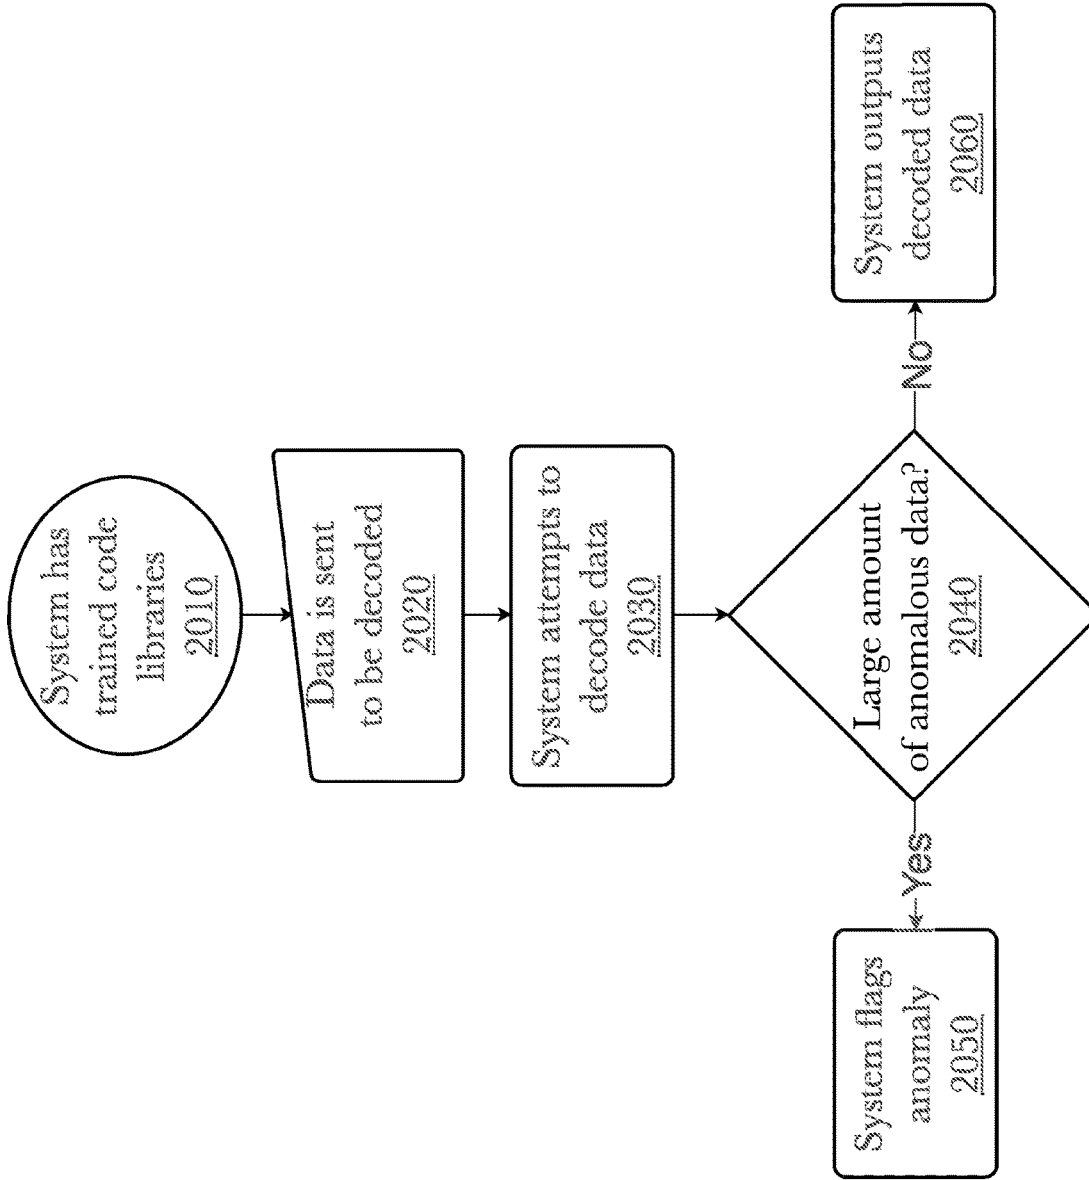 System has
trained code
libraries
2010
Data is sent
to be decoded
2020
System attempts to
decode data
2030
Large amount
of anomalous data?
2040
Yes
No
System flags
anomaly
2050
System outputs
decoded data
2060